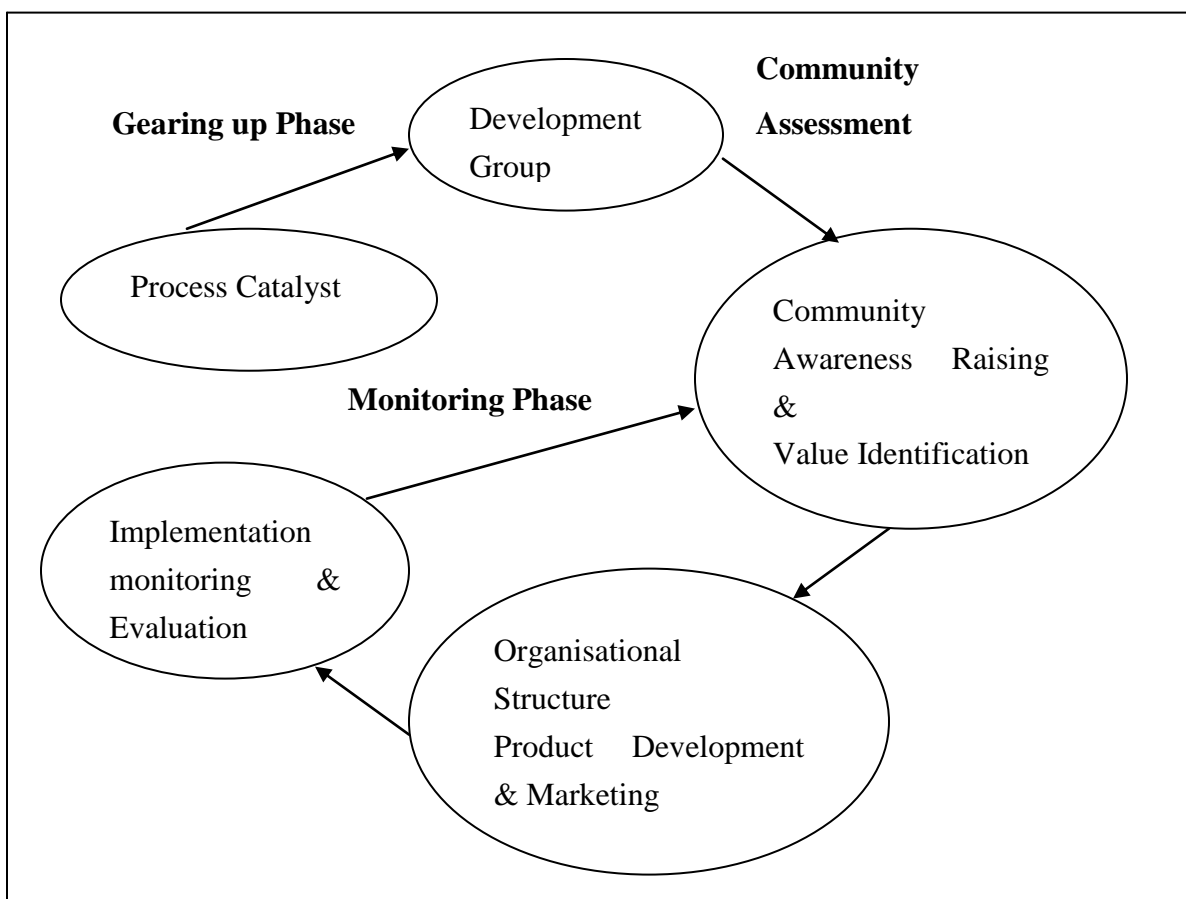 Gearing up Phase
Development
Group
Community
Assessment
Process Catalyst
Community
Awareness Raising
&
Value Identification
Monitoring Phase
Implementation
monitoring &
Evaluation
Organisational
Structure
Product Development
& Marketing